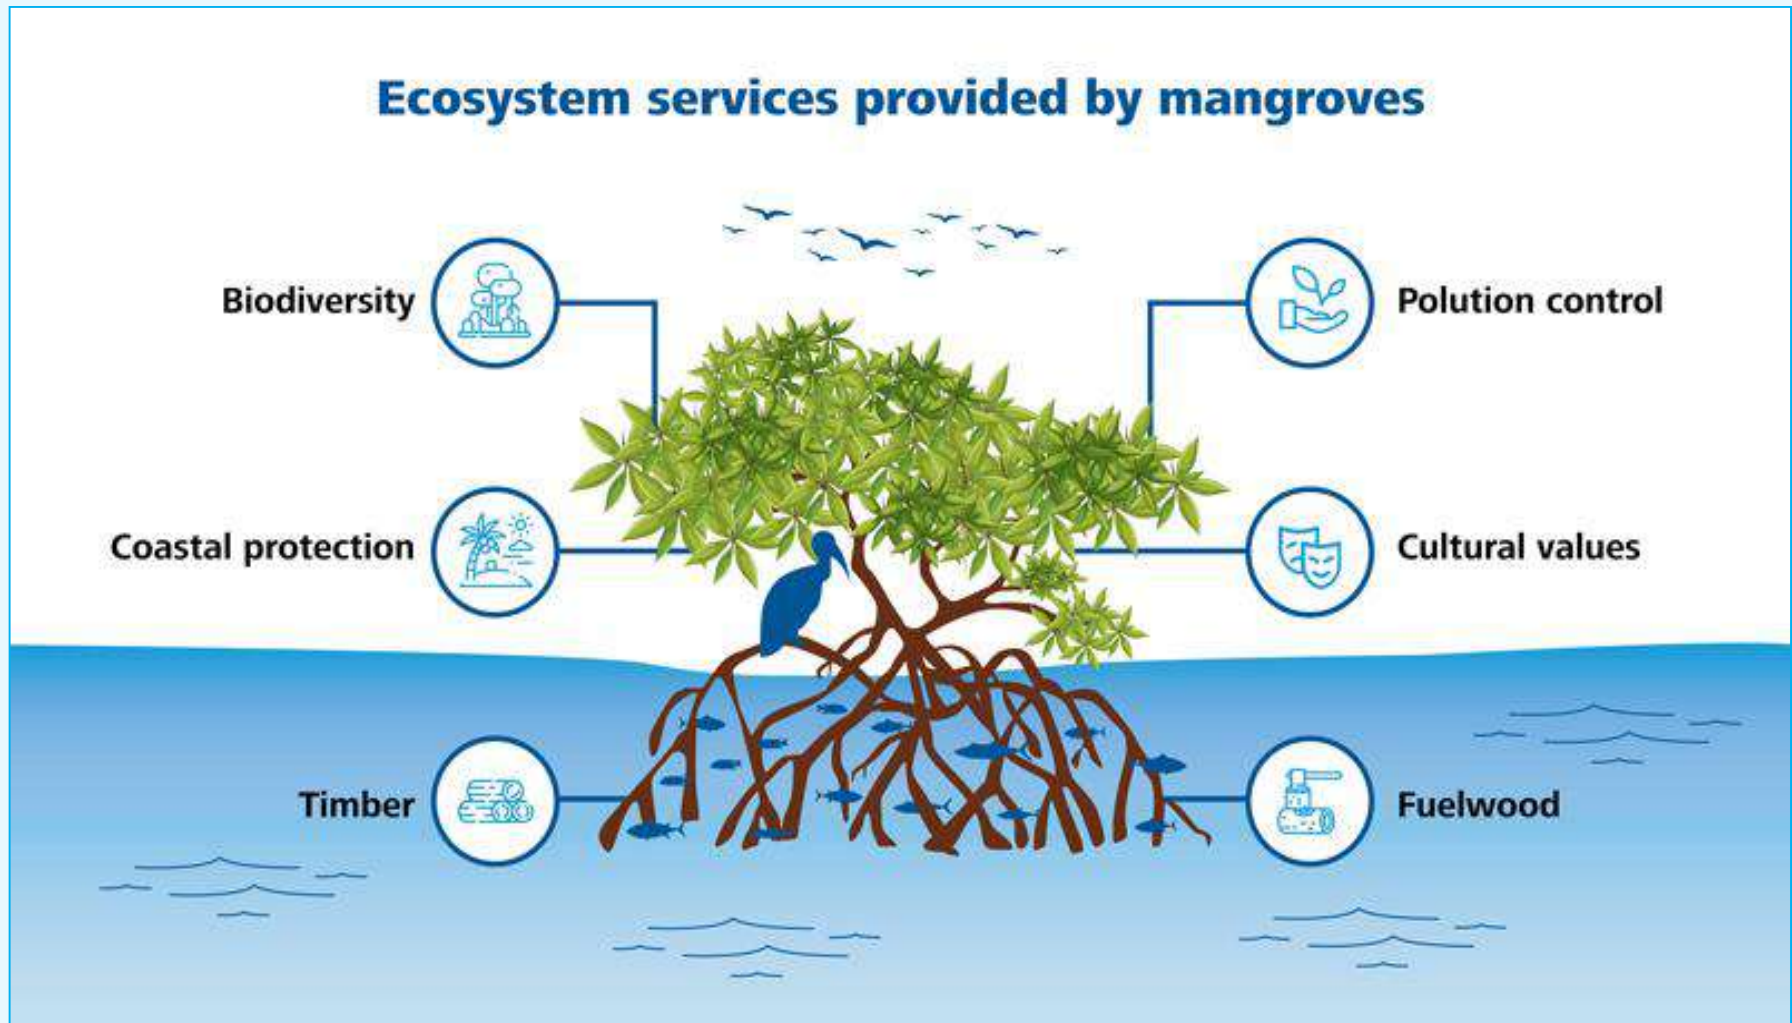 Ecosystem services provided by mangroves
Biodiversity
Polution control
Coastal protection
Cultural values
Timber
Fuelwood